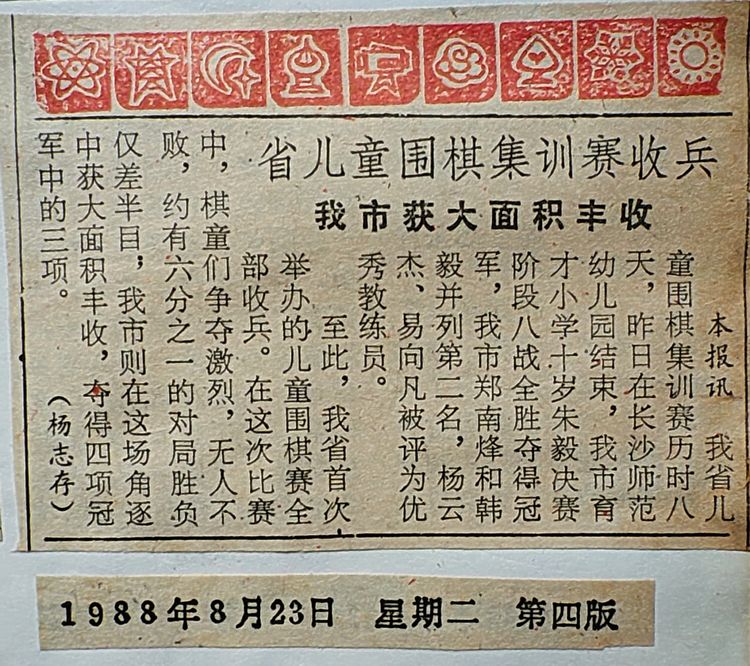 省儿童围棋集训赛收兵
我市获大面积丰收
本报讯　我省儿
童围棋集训赛历时八
天，昨日在长沙师范
幼儿园结束，我市育
才小学十岁朱毅决赛
阶段八战全胜夺得冠
军，我市郑南烽和韩
毅并列第二名，杨云
杰、易向凡被评为优
秀教练员。
至此，我省首次
举办的儿童围棋赛全
部收兵。在这次比赛
中，棋童们争夺激烈，无人不
败，约有六分之一的对局胜负
仅差半目；我市则在这场角逐
中获大面积丰收，夺得四项冠
军中的三项。　（杨志存）
1988年8月23日　星期二　第四版